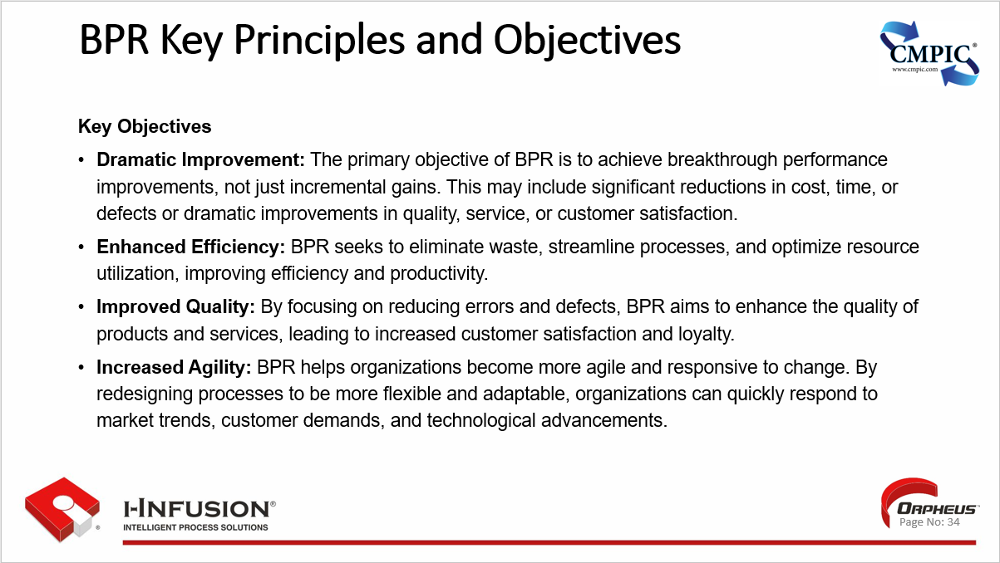 BPR Key Principles and Objectives
CMPIC®
www.cmpic.com
Key Objectives
• Dramatic Improvement: The primary objective of BPR is to achieve breakthrough performance
improvements, not just incremental gains. This may include significant reductions in cost, time, or
defects or dramatic improvements in quality, service, or customer satisfaction.
• Enhanced Efficiency: BPR seeks to eliminate waste, streamline processes, and optimize resource
utilization, improving efficiency and productivity.
• Improved Quality: By focusing on reducing errors and defects, BPR aims to enhance the quality of
products and services, leading to increased customer satisfaction and loyalty.
• Increased Agility: BPR helps organizations become more agile and responsive to change. By
redesigning processes to be more flexible and adaptable, organizations can quickly respond to
market trends, customer demands, and technological advancements.
®
I-INFUSION®
INTELLIGENT PROCESS SOLUTIONS
ORPHEUS™
Page No: 34